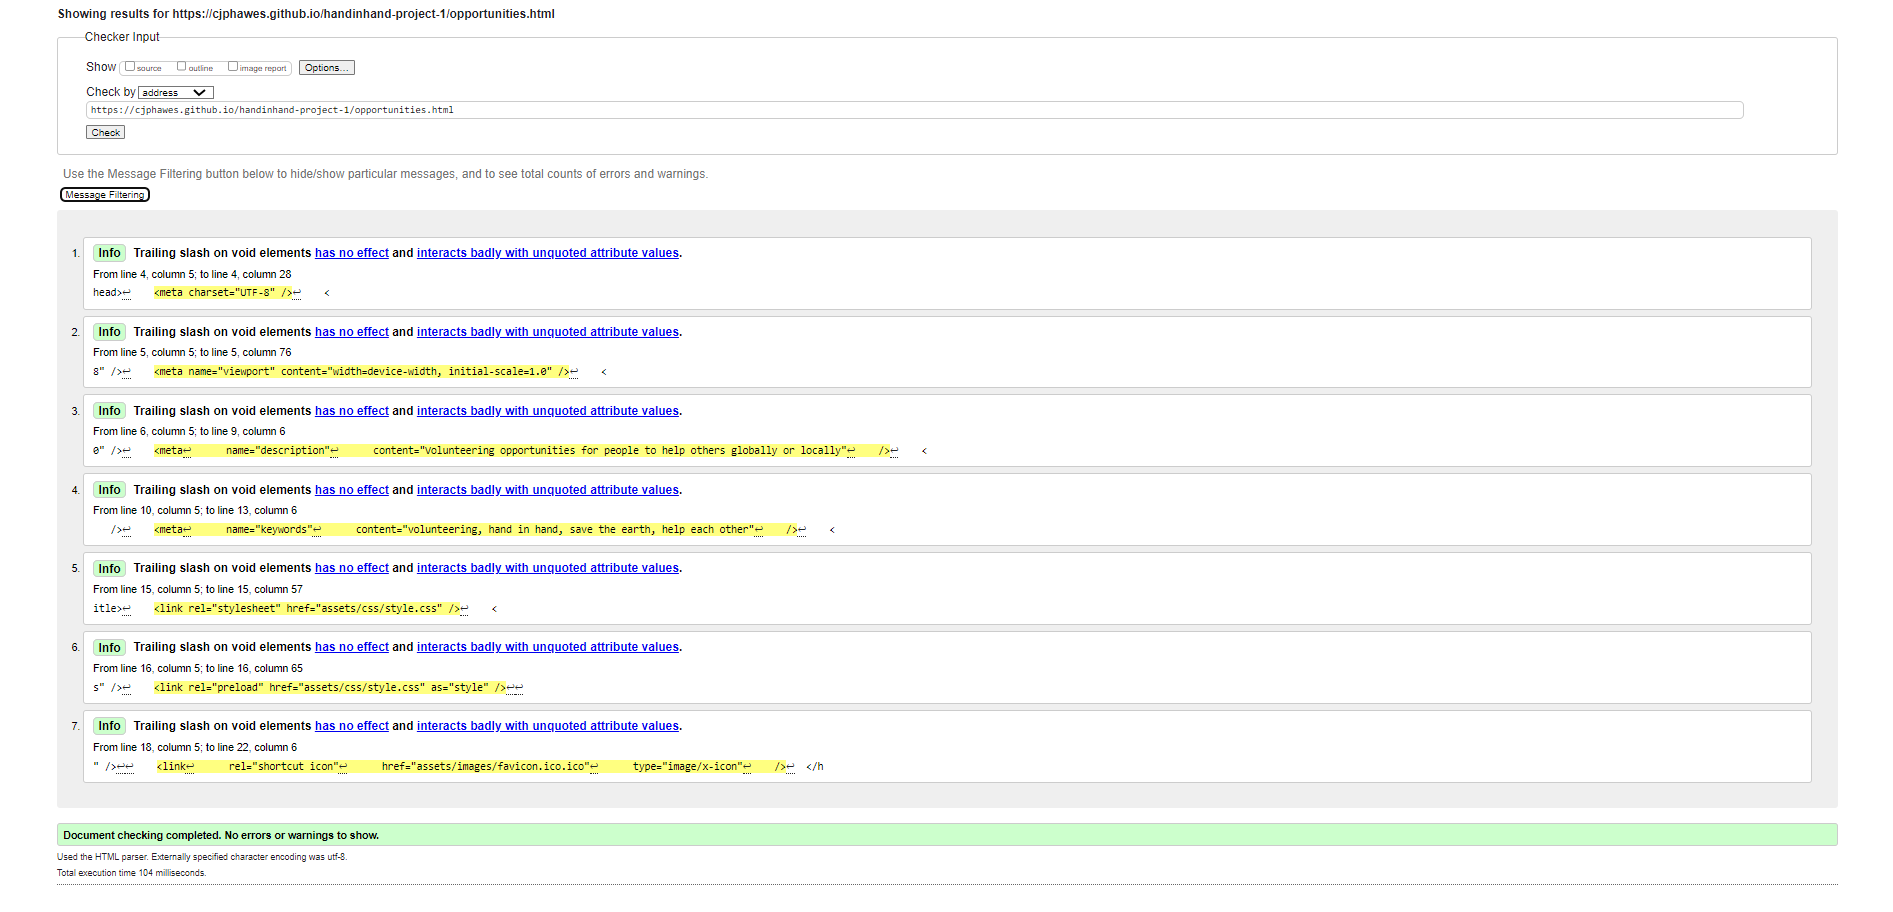 Showing results for https://cjphawes.github.io/handinhand-project-1/opportunities.html
Checker Input
Show source outline image report Options...
Check by address
https://cjphawes.github.io/handinhand-project-1/opportunities.html
Check
Use the Message Filtering button below to hide/show particular messages, and to see total counts of errors and warnings.
Message Filtering
1. Info Trailing slash on void elements has no effect and interacts badly with unquoted attribute values.
From line 4, column 5; to line 4, column 28
head>↩ <meta charset="UTF-8" />↩ <
2. Info Trailing slash on void elements has no effect and interacts badly with unquoted attribute values.
From line 5, column 5; to line 5, column 76
8" />↩ <meta name="viewport" content="width=device-width, initial-scale=1.0" />↩ <
3. Info Trailing slash on void elements has no effect and interacts badly with unquoted attribute values.
From line 6, column 5; to line 9, column 6
0" />↩ <meta↩ name="description"↩ content="Volunteering opportunities for people to help others globally or locally"↩ />↩ <
4. Info Trailing slash on void elements has no effect and interacts badly with unquoted attribute values.
From line 10, column 5; to line 13, column 6
/>↩ <meta↩ name="keywords"↩ content="volunteering, hand in hand, save the earth, help each other"↩ />↩ <
5. Info Trailing slash on void elements has no effect and interacts badly with unquoted attribute values.
From line 15, column 5; to line 15, column 57
itle>↩ <link rel="stylesheet" href="assets/css/style.css" />↩ <
6. Info Trailing slash on void elements has no effect and interacts badly with unquoted attribute values.
From line 16, column 5; to line 16, column 65
s" />↩ <link rel="preload" href="assets/css/style.css" as="style" />↩↩
7. Info Trailing slash on void elements has no effect and interacts badly with unquoted attribute values.
From line 18, column 5; to line 22, column 6
" />↩↩ <link↩ rel="shortcut icon"↩ href="assets/images/favicon.ico.ico"↩ type="image/x-icon"↩ />↩ </h
Document checking completed. No errors or warnings to show.
Used the HTML parser. Externally specified character encoding was utf-8.
Total execution time 104 milliseconds.